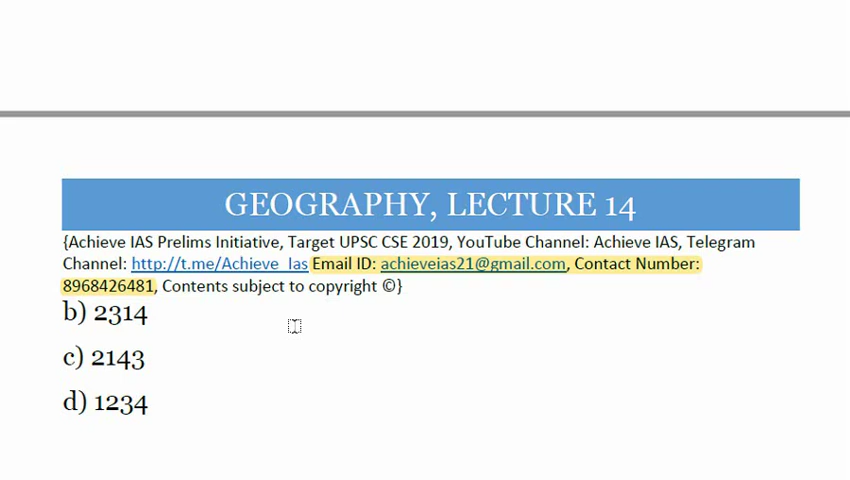 GEOGRAPHY, LECTURE 14
{Achieve IAS Prelims Initiative, Target UPSC CSE 2019, YouTube Channel: Achieve IAS, Telegram
Channel: http://t.me/Achieve_Ias Email ID: achieveias21@gmail.com, Contact Number:
8968426481, Contents subject to copyright ©}
b) 2314
c) 2143
d) 1234